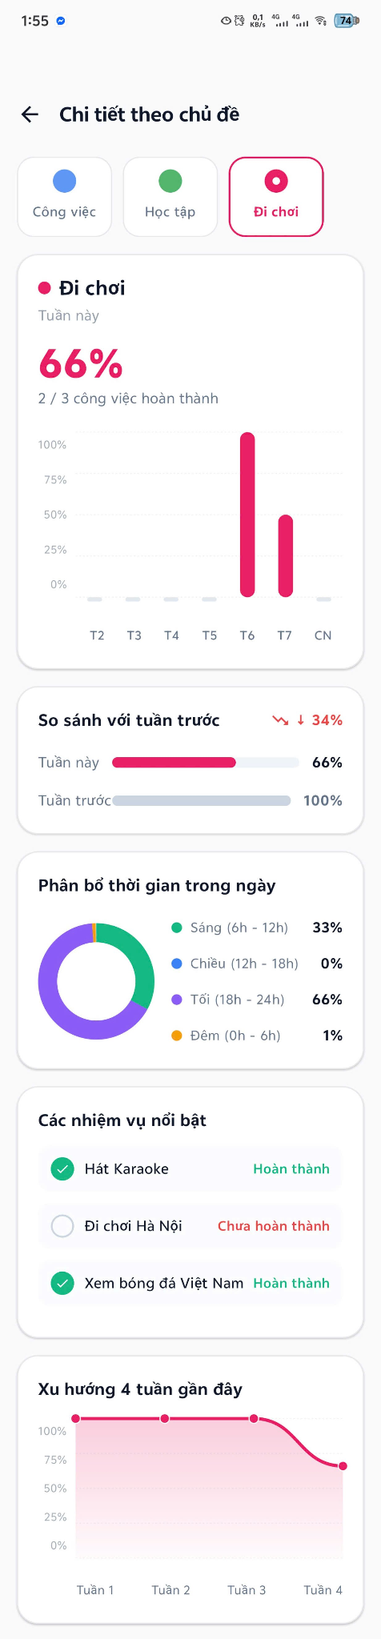 1:55 0,1 KB/s 4G 4G 74
Chi tiết theo chủ đề
Công việc Học tập Đi chơi
Đi chơi
Tuần này
66%
2 / 3 công việc hoàn thành
100%
75%
50%
25%
0%
T2 T3 T4 T5 T6 T7 CN
So sánh với tuần trước ↓ 34%
Tuần này 66%
Tuần trước 100%
Phân bổ thời gian trong ngày
Sáng (6h - 12h) 33%
Chiều (12h - 18h) 0%
Tối (18h - 24h) 66%
Đêm (0h - 6h) 1%
Các nhiệm vụ nổi bật
Hát Karaoke Hoàn thành
Đi chơi Hà Nội Chưa hoàn thành
Xem bóng đá Việt Nam Hoàn thành
Xu hướng 4 tuần gần đây
100%
75%
50%
25%
0%
Tuần 1 Tuần 2 Tuần 3 Tuần 4